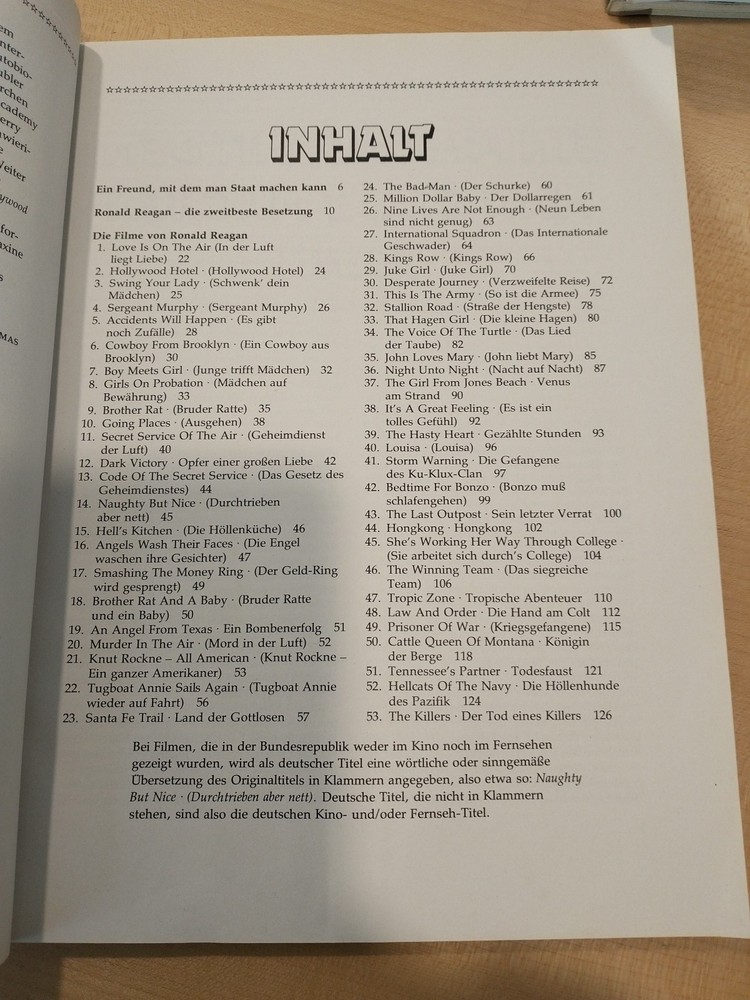 em
nter-
utobio-
ubler
rchen
cademy
erry
wieri-
e
Weiter
ywood
for-
axine
s
MAS
INHALT
Ein Freund, mit dem man Staat machen kann 6
Ronald Reagan – die zweitbeste Besetzung 10
Die Filme von Ronald Reagan
1. Love Is On The Air (In der Luft
liegt Liebe) 22
2. Hollywood Hotel · (Hollywood Hotel) 24
3. Swing Your Lady · (Schwenk' dein
Mädchen) 25
4. Sergeant Murphy · (Sergeant Murphy) 26
5. Accidents Will Happen · (Es gibt
noch Zufälle) 28
6. Cowboy From Brooklyn · (Ein Cowboy aus
Brooklyn) 30
7. Boy Meets Girl · (Junge trifft Mädchen) 32
8. Girls On Probation · (Mädchen auf
Bewährung) 33
9. Brother Rat · (Bruder Ratte) 35
10. Going Places · (Ausgehen) 38
11. Secret Service Of The Air · (Geheimdienst
der Luft) 40
12. Dark Victory · Opfer einer großen Liebe 42
13. Code Of The Secret Service · (Das Gesetz des
Geheimdienstes) 44
14. Naughty But Nice · (Durchtrieben
aber nett) 45
15. Hell's Kitchen · (Die Höllenküche) 46
16. Angels Wash Their Faces · (Die Engel
waschen ihre Gesichter) 47
17. Smashing The Money Ring · (Der Geld-Ring
wird gesprengt) 49
18. Brother Rat And A Baby · (Bruder Ratte
und ein Baby) 50
19. An Angel From Texas · Ein Bombenerfolg 51
20. Murder In The Air · (Mord in der Luft) 52
21. Knut Rockne – All American · (Knut Rockne –
Ein ganzer Amerikaner) 53
22. Tugboat Annie Sails Again · (Tugboat Annie
wieder auf Fahrt) 56
23. Santa Fe Trail · Land der Gottlosen 57
24. The Bad-Man · (Der Schurke) 60
25. Million Dollar Baby · Der Dollarregen 61
26. Nine Lives Are Not Enough · (Neun Leben
sind nicht genug) 63
27. International Squadron · (Das Internationale
Geschwader) 64
28. Kings Row · (Kings Row) 66
29. Juke Girl · (Juke Girl) 70
30. Desperate Journey · (Verzweifelte Reise) 72
31. This Is The Army · (So ist die Armee) 75
32. Stallion Road · (Straße der Hengste) 78
33. That Hagen Girl · (Die kleine Hagen) 80
34. The Voice Of The Turtle · (Das Lied
der Taube) 82
35. John Loves Mary · (John liebt Mary) 85
36. Night Unto Night · (Nacht auf Nacht) 87
37. The Girl From Jones Beach · Venus
am Strand 90
38. It's A Great Feeling · (Es ist ein
tolles Gefühl) 92
39. The Hasty Heart · Gezählte Stunden 93
40. Louisa · (Louisa) 96
41. Storm Warning · Die Gefangene
des Ku-Klux-Clan 97
42. Bedtime For Bonzo · (Bonzo muß
schlafengehen) 99
43. The Last Outpost · Sein letzter Verrat 100
44. Hongkong · Hongkong 102
45. She's Working Her Way Through College ·
(Sie arbeitet sich durch's College) 104
46. The Winning Team · (Das siegreiche
Team) 106
47. Tropic Zone · Tropische Abenteuer 110
48. Law And Order · Die Hand am Colt 112
49. Prisoner Of War · (Kriegsgefangene) 115
50. Cattle Queen Of Montana · Königin
der Berge 118
51. Tennessee's Partner · Todesfaust 121
52. Hellcats Of The Navy · Die Höllenhunde
des Pazifik 124
53. The Killers · Der Tod eines Killers 126
Bei Filmen, die in der Bundesrepublik weder im Kino noch im Fernsehen
gezeigt wurden, wird als deutscher Titel eine wörtliche oder sinngemäße
Übersetzung des Originaltitels in Klammern angegeben, also etwa so: Naughty
But Nice · (Durchtrieben aber nett). Deutsche Titel, die nicht in Klammern
stehen, sind also die deutschen Kino- und/oder Fernseh-Titel.